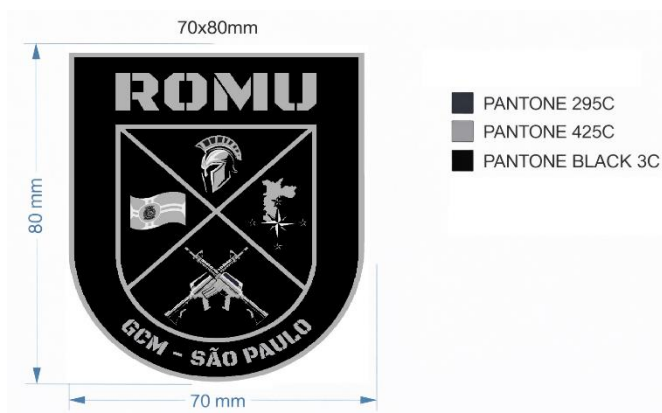 70x80mm
ROMU
GCM - SÃO PAULO
80 mm
70 mm
PANTONE 295C
PANTONE 425C
PANTONE BLACK 3C